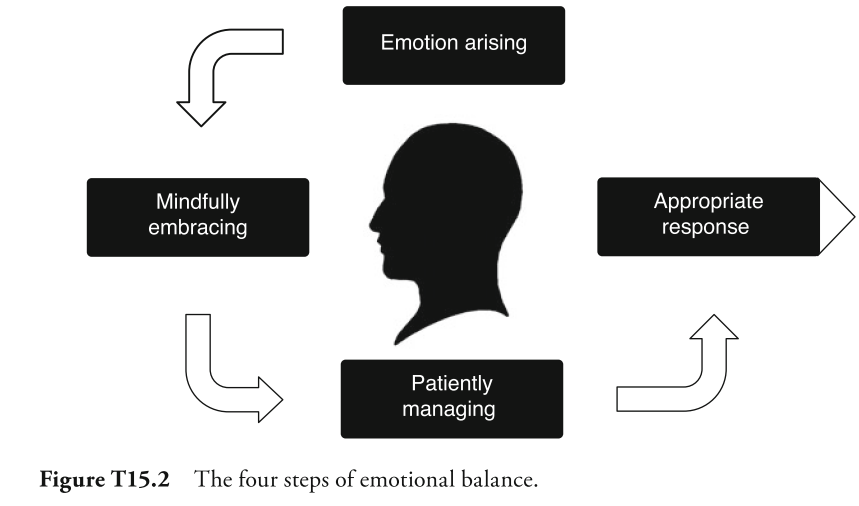 Emotion arising
Mindfully
embracing
Appropriate
response
Patiently
managing
Figure T15.2 The four steps of emotional balance.